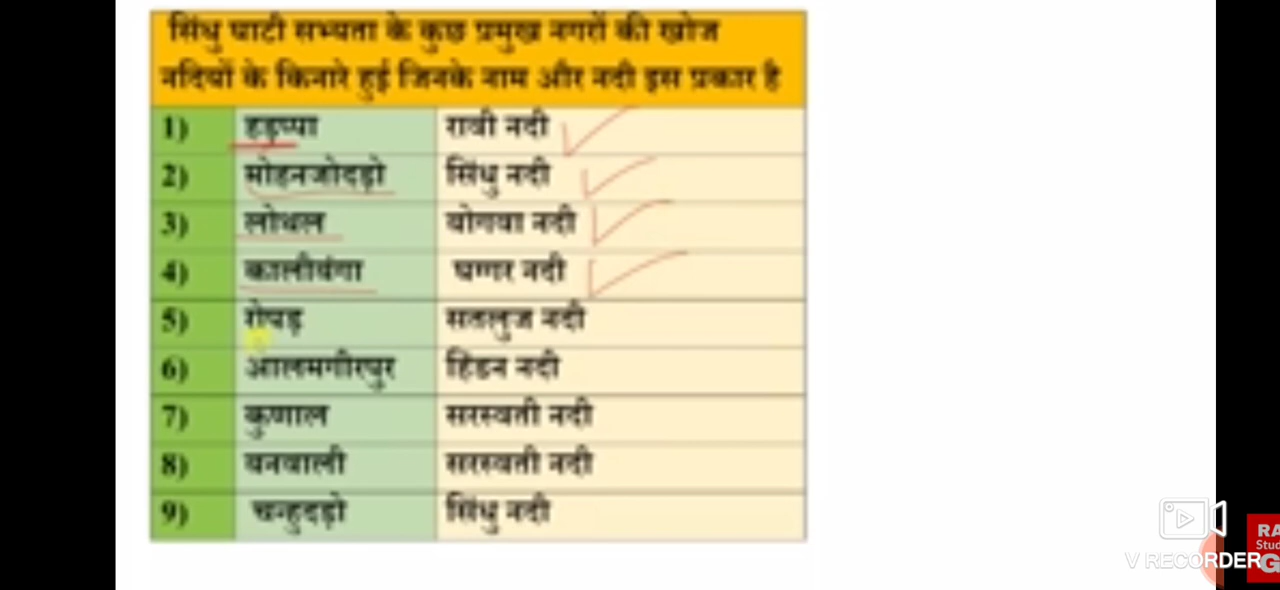 सिंधु घाटी सभ्यता के कुछ प्रमुख नगरों की खोज
नदियों के किनारे हुई जिनके नाम और नदी इस प्रकार है
1) हड़प्पा रावी नदी
2) मोहनजोदड़ो सिंधु नदी
3) लोथल भोगवा नदी
4) कालीबंगा घग्गर नदी
5) रोपड़ सतलुज नदी
6) आलमगीरपुर हिंडन नदी
7) कुणाल सरस्वती नदी
8) बनवाली सरस्वती नदी
9) चन्हुदड़ो सिंधु नदी
V RECORDER
RA
Stud
G